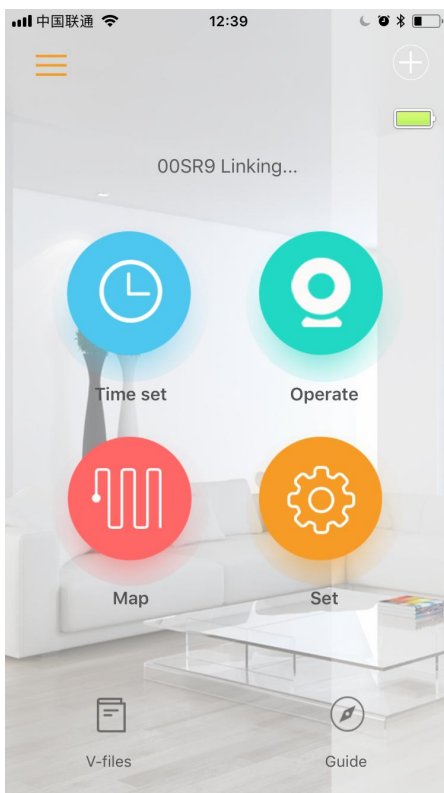 中国联通 12:39
00SR9 Linking...
Time set Operate
Map Set
V-files Guide